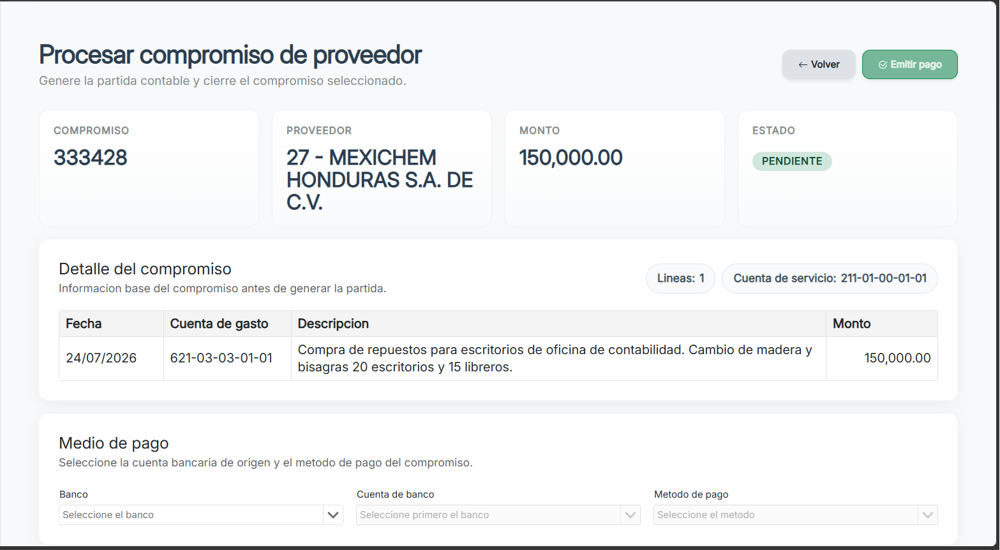 Procesar compromiso de proveedor
Genere la partida contable y cierre el compromiso seleccionado.
← Volver
Emitir pago
COMPROMISO
333428
PROVEEDOR
27 - MEXICHEM
HONDURAS S.A. DE
C.V.
MONTO
150,000.00
ESTADO
PENDIENTE
Detalle del compromiso
Informacion base del compromiso antes de generar la partida.
Lineas: 1
Cuenta de servicio: 211-01-00-01-01
Fecha
Cuenta de gasto
Descripcion
Monto
24/07/2026
621-03-03-01-01
Compra de repuestos para escritorios de oficina de contabilidad. Cambio de madera y
bisagras 20 escritorios y 15 libreros.
150,000.00
Medio de pago
Seleccione la cuenta bancaria de origen y el metodo de pago del compromiso.
Banco
Cuenta de banco
Metodo de pago
Seleccione el banco
Seleccione primero el banco
Seleccione el metodo